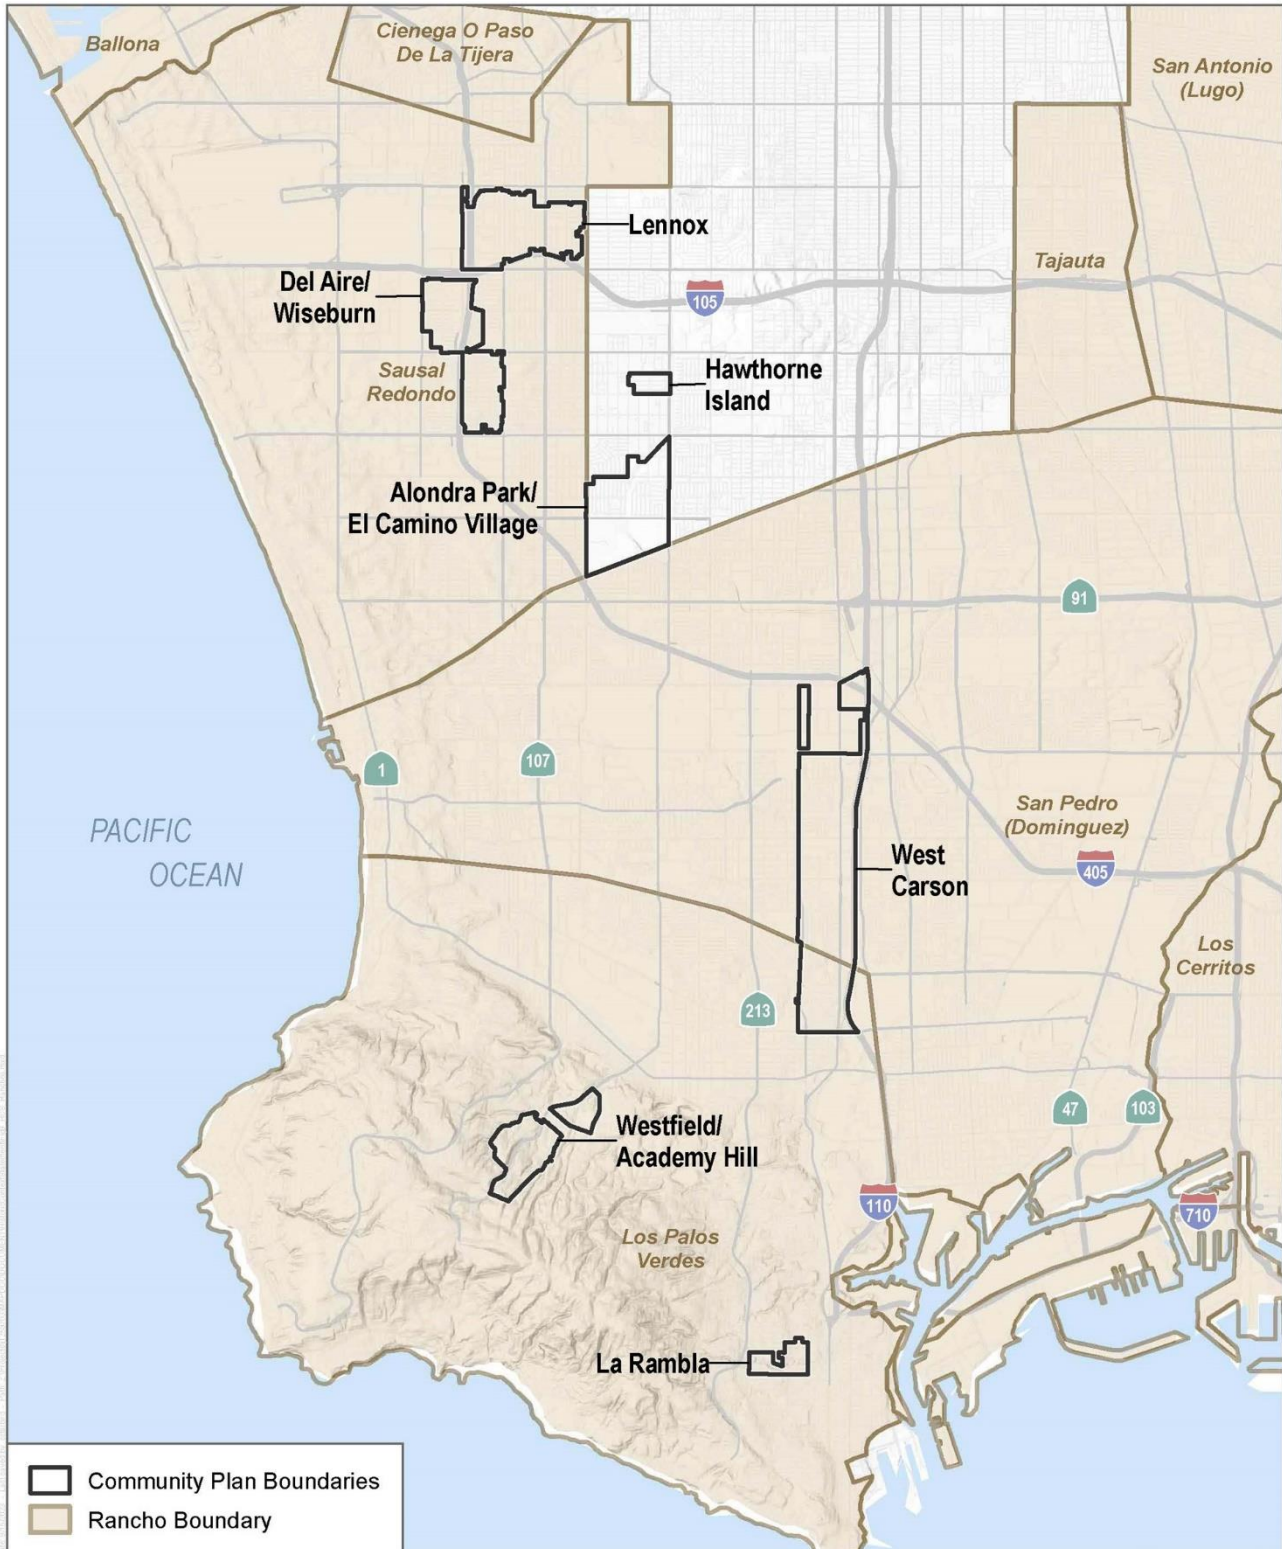 Ballona
Cienega O Paso
De La Tijera
San Antonio
(Lugo)
Lennox
Tajauta
Del Aire/
Wiseburn
105
Sausal
Redondo
Hawthorne
Island
Alondra Park/
El Camino Village
91
1
107
San Pedro
(Dominguez)
PACIFIC
OCEAN
West
Carson
405
Los
Cerritos
213
47
103
Westfield/
Academy Hill
110
710
Los Palos
Verdes
La Rambla
Community Plan Boundaries
Rancho Boundary